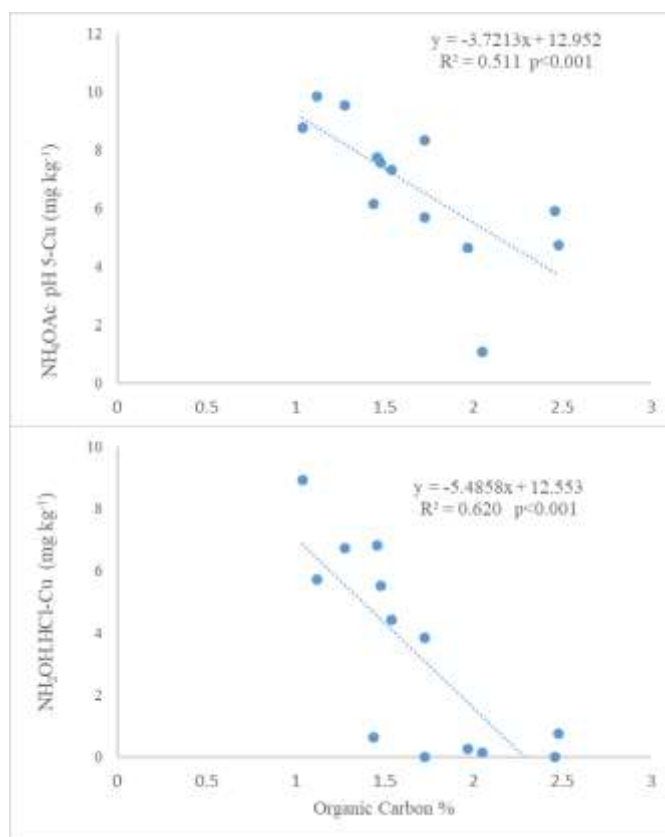 y = -3.7213x + 12.952
R² = 0.511 p<0.001
NH₄OAc pH 5-Cu (mg kg⁻¹)
12
10
8
6
4
2
0
0 0.5 1 1.5 2 2.5 3
y = -5.4858x + 12.553
R² = 0.620 p<0.001
NH₂OH.HCl-Cu (mg kg⁻¹)
10
8
6
4
2
0
0 0.5 1 1.5 2 2.5 3
Organic Carbon %